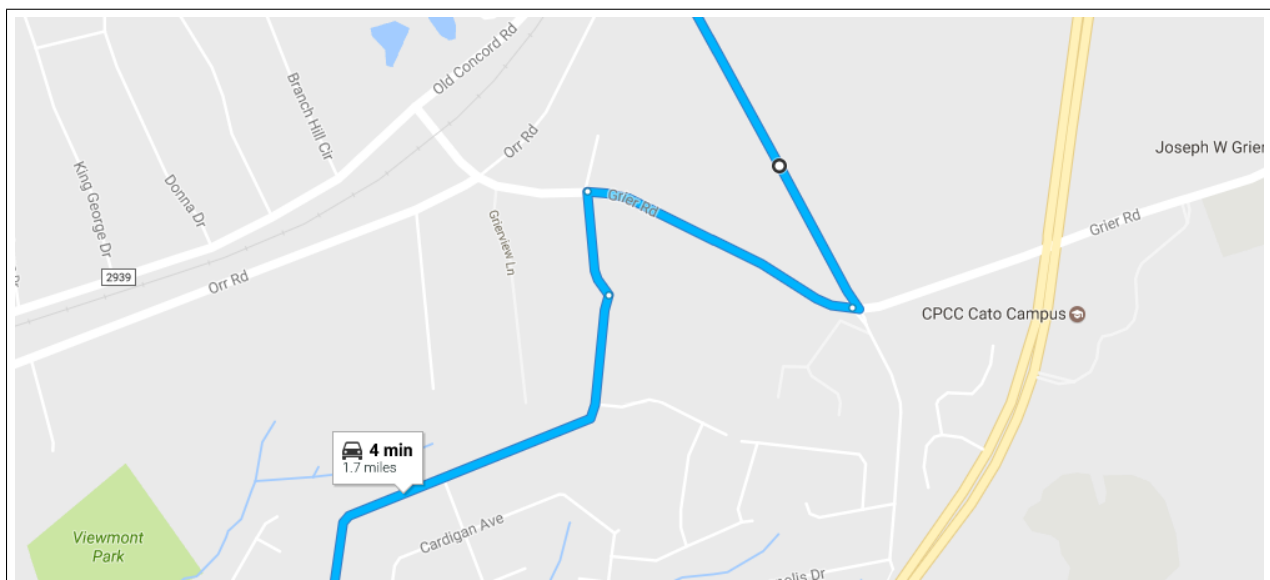 Old Concord Rd
Branch Hill Cir
Orr Rd
King George Dr
Donna Dr
Joseph W Grier
Grier Rd
Grier Rd
Grierview Ln
2939
Orr Rd
CPCC Cato Campus
4 min
1.7 miles
Cardigan Ave
Viewmont
Park